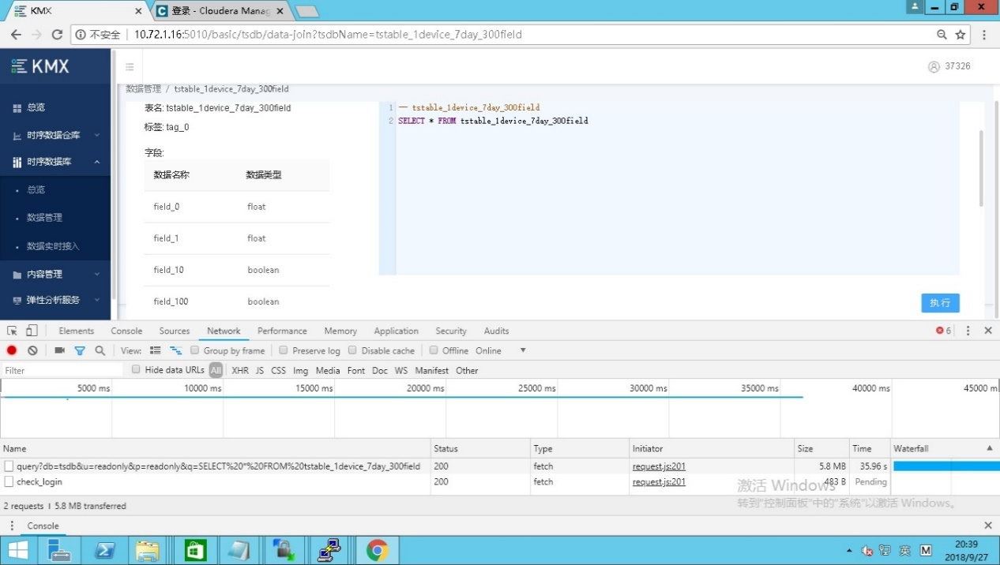 KMX
登录 - Cloudera Manag
不安全 | 10.72.1.16:5010/basic/tsdb/data-join?tsdbName=tstable_1device_7day_300field
KMX
37326
数据管理 / tstable_1device_7day_300field
总览
时序数据仓库
时序数据库
总览
数据管理
数据实时接入
内容管理
弹性分析服务
表名: tstable_1device_7day_300field
标签: tag_0
字段:
数据名称 数据类型
field_0 float
field_1 float
field_10 boolean
field_100 boolean
1 — tstable_1device_7day_300field
2 SELECT * FROM tstable_1device_7day_300field
执行
Elements Console Sources Network Performance Memory Application Security Audits 6
View: Group by frame Preserve log Disable cache Offline Online
Filter Hide data URLs All XHR JS CSS Img Media Font Doc WS Manifest Other
5000 ms 10000 ms 15000 ms 20000 ms 25000 ms 30000 ms 35000 ms 40000 ms 45000 m
Name Status Type Initiator Size Time Waterfall
query?db=tsdb&u=readonly&p=readonly&q=SELECT%20*%20FROM%20tstable_1device_7day_300field 200 fetch request.js:201 5.8 MB 35.96 s
check_login 200 fetch request.js:201 483 B Pending
激活 Windows
转到"控制面板"中的"系统"以激活 Windows。
2 requests | 5.8 MB transferred
Console
英 M
20:39
2018/9/27